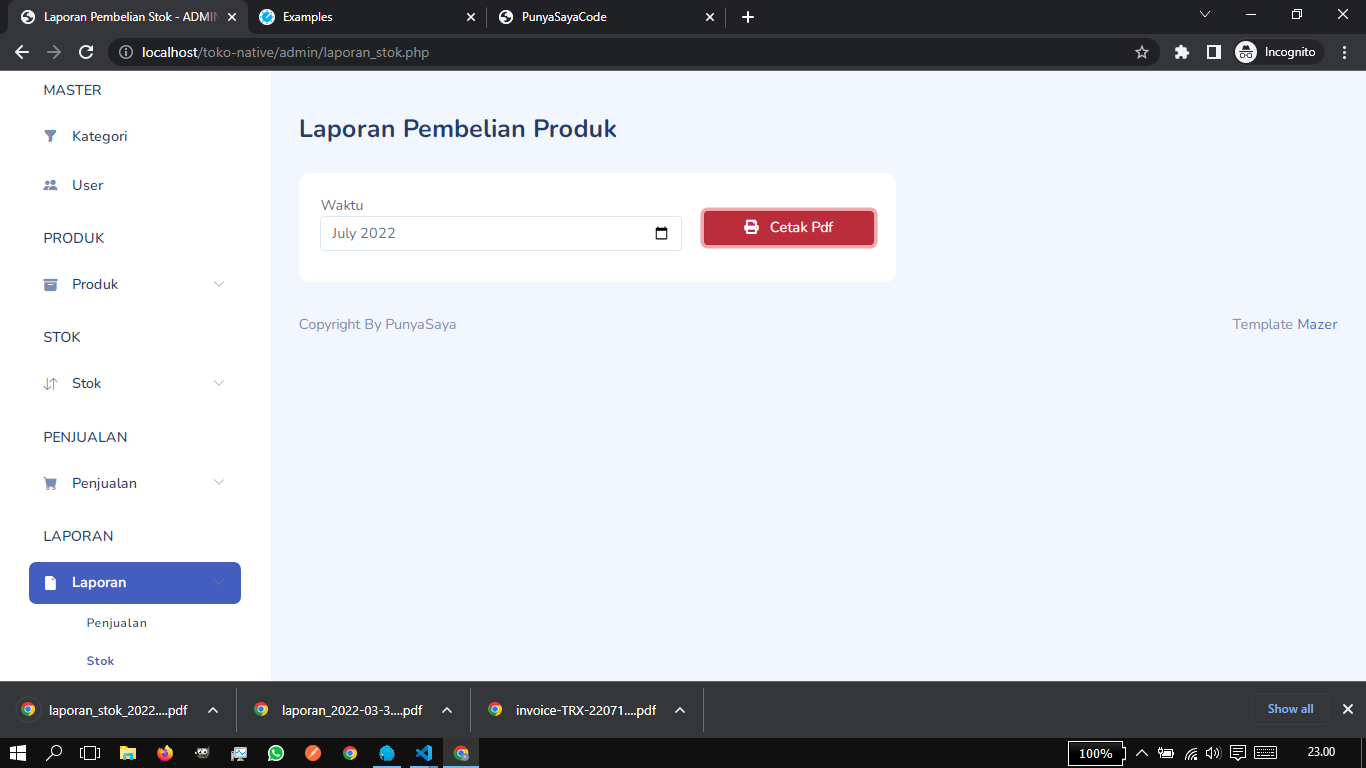 Laporan Pembelian Stok - ADMI
Examples
PunyaSayaCode
localhost/toko-native/admin/laporan_stok.php
Incognito
MASTER
Kategori
User
PRODUK
Produk
STOK
Stok
PENJUALAN
Penjualan
LAPORAN
Laporan
Penjualan
Stok
Laporan Pembelian Produk
Waktu
July 2022
Cetak Pdf
Copyright By PunyaSaya
Template Mazer
laporan_stok_2022....pdf
laporan_2022-03-3....pdf
invoice-TRX-22071....pdf
Show all
100%
23.00